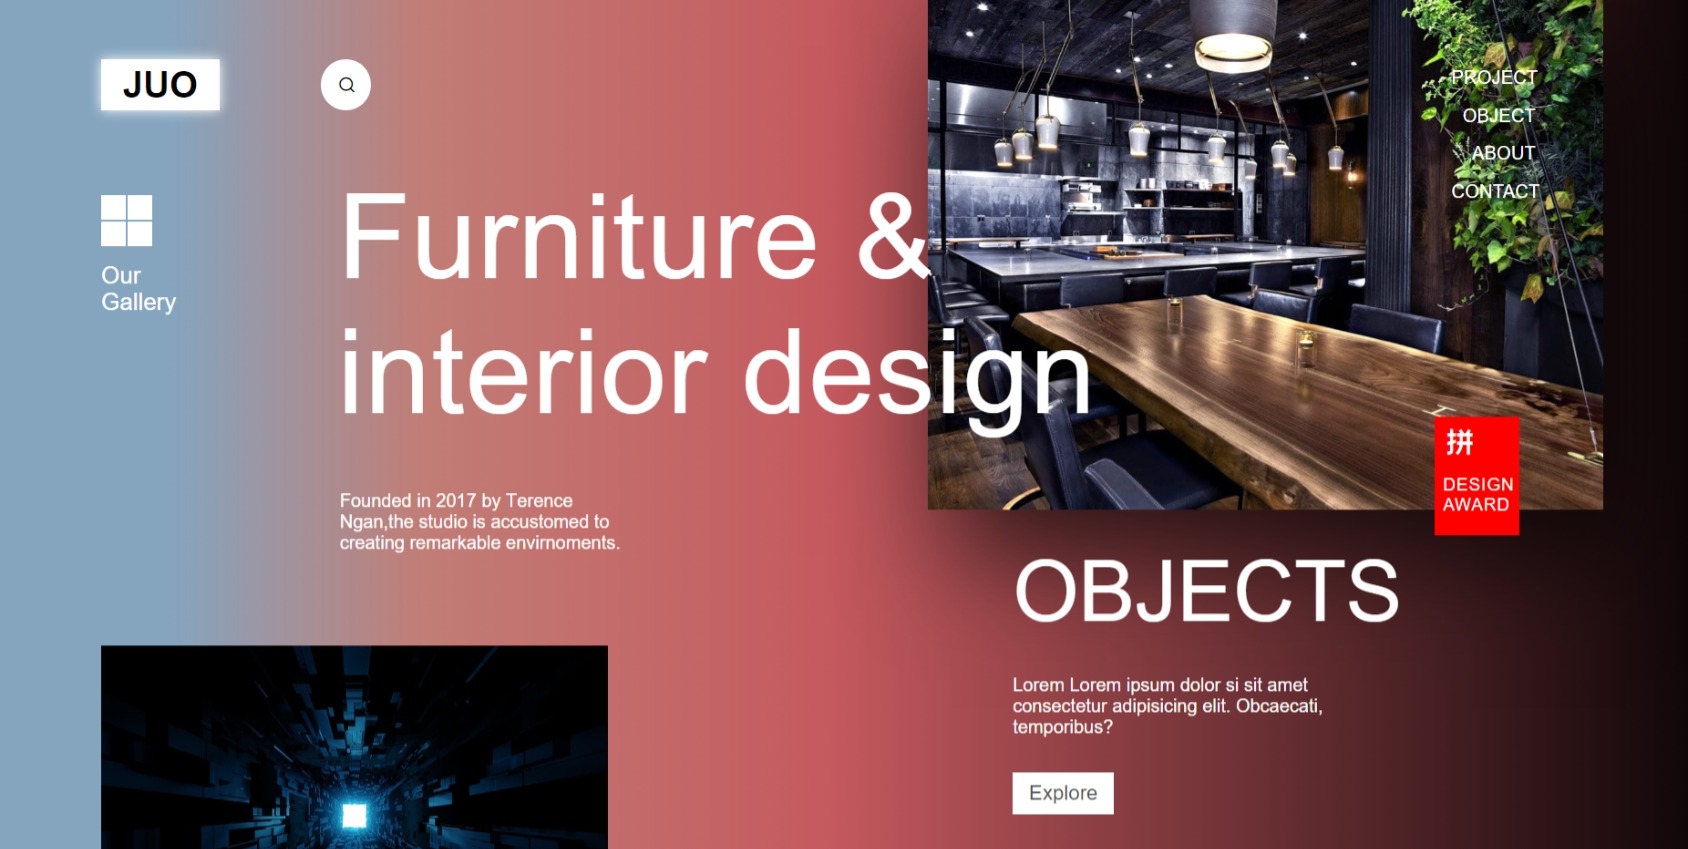 JUO
PROJECT
OBJECT
ABOUT
CONTACT
Our
Gallery
Furniture &
interior design
Founded in 2017 by Terence
Ngan,the studio is accustomed to
creating remarkable envirnoments.
拼
DESIGN
AWARD
OBJECTS
Lorem Lorem ipsum dolor si sit amet
consectetur adipisicing elit. Obcaecati,
temporibus?
Explore